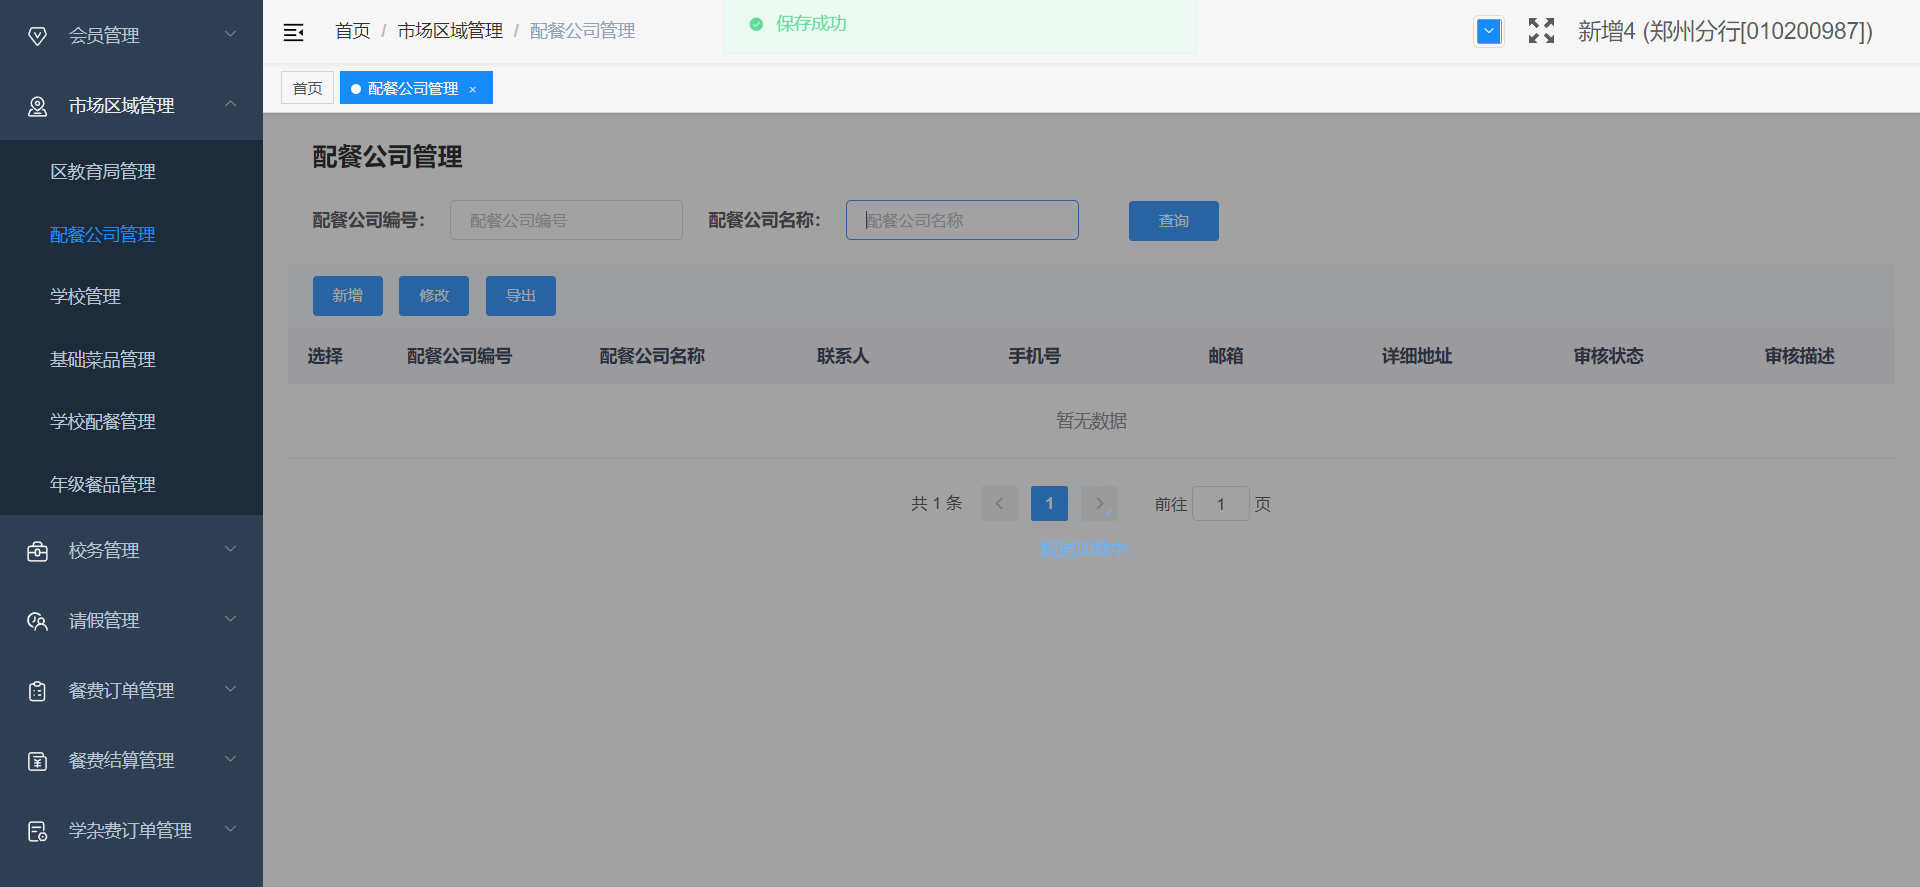 会员管理
市场区域管理
区教育局管理
配餐公司管理
学校管理
基础菜品管理
学校配餐管理
年级餐品管理
校务管理
请假管理
餐费订单管理
餐费结算管理
学杂费订单管理
首页 / 市场区域管理 / 配餐公司管理
保存成功
新增4 (郑州分行[010200987])
首页 配餐公司管理 ×
配餐公司管理
配餐公司编号: 配餐公司编号 配餐公司名称: 配餐公司名称 查询
新增 修改 导出
选择 配餐公司编号 配餐公司名称 联系人 手机号 邮箱 详细地址 审核状态 审核描述
暂无数据
共 1 条 1 前往 1 页
数据加载中...